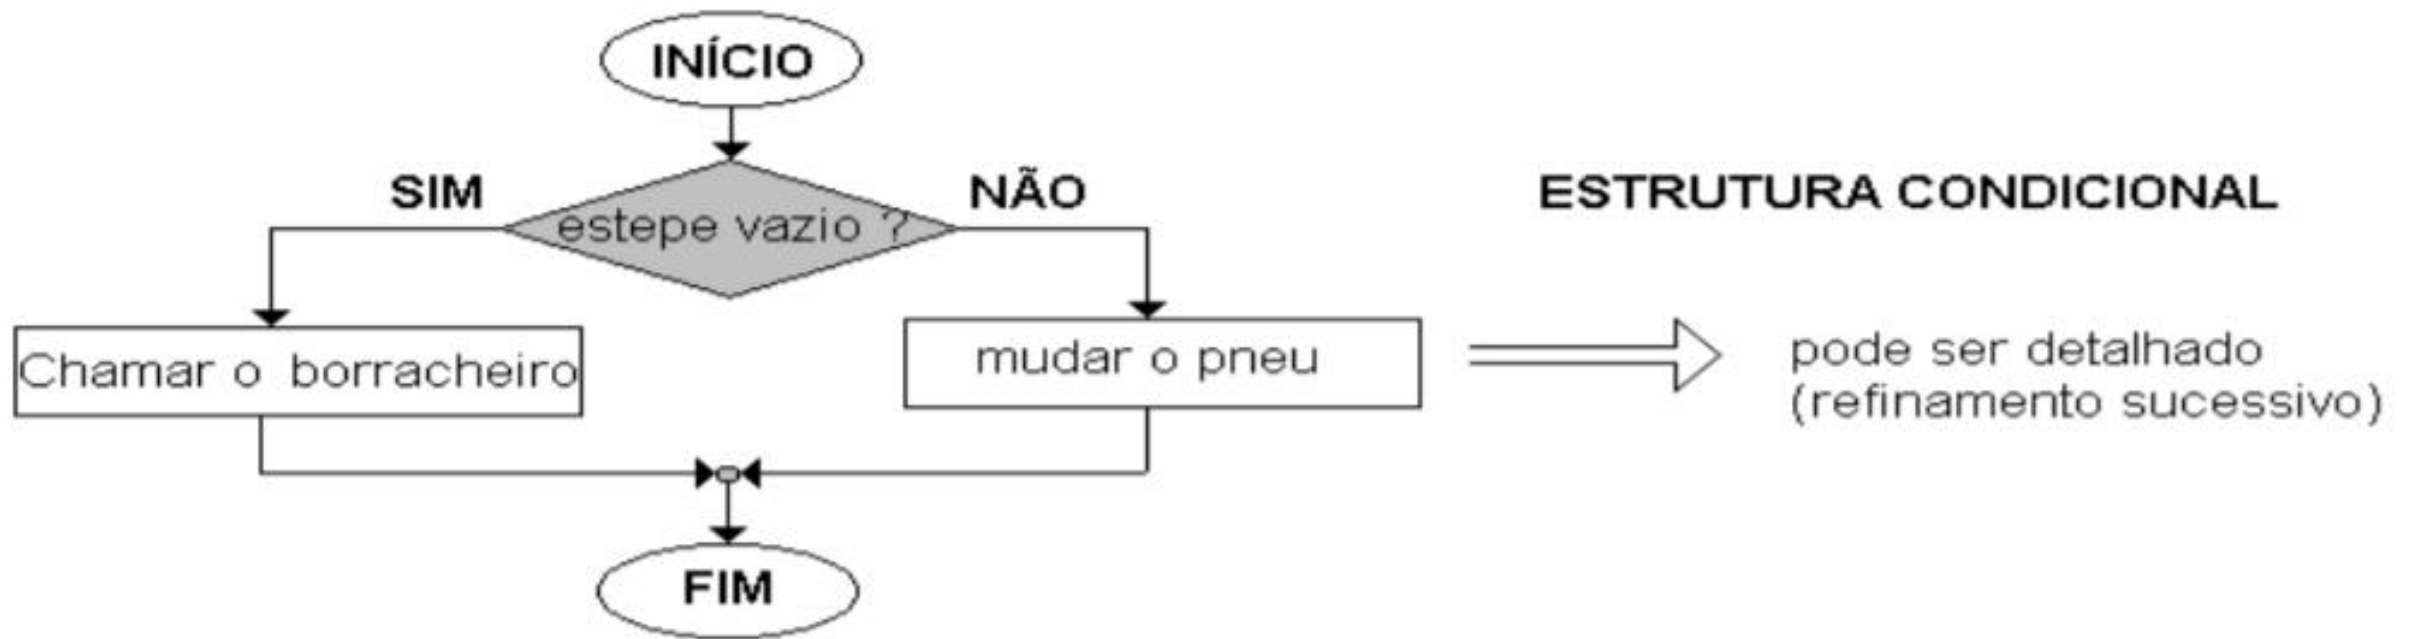 INÍCIO
SIM
NÃO
estepe vazio ?
ESTRUTURA CONDICIONAL
Chamar o borracheiro
mudar o pneu
pode ser detalhado
(refinamento sucessivo)
FIM